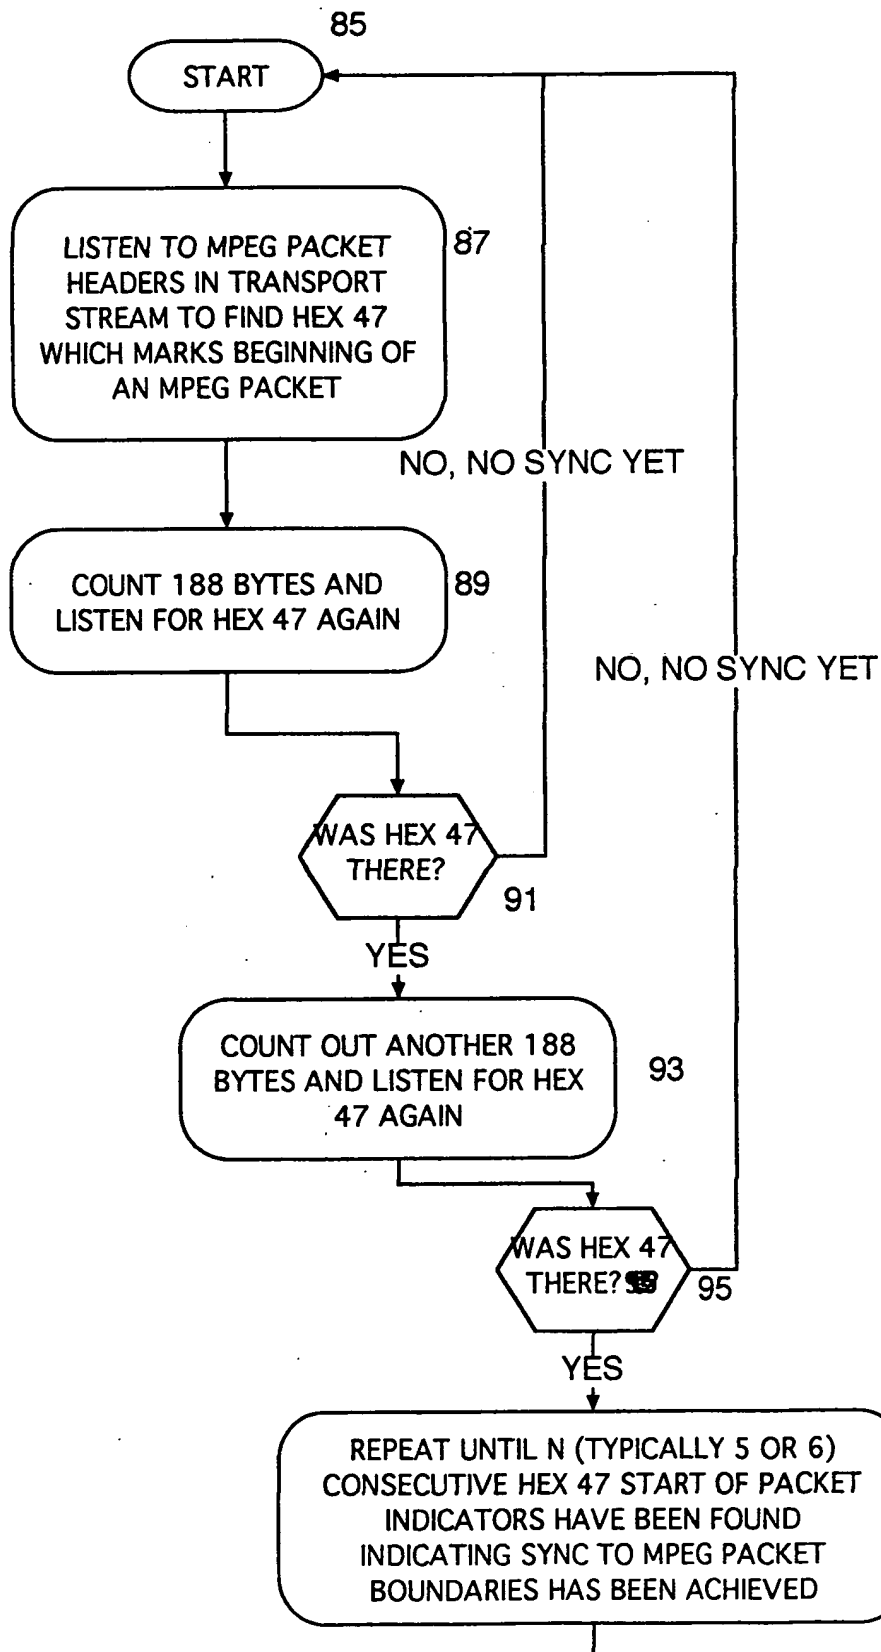 85
START
LISTEN TO MPEG PACKET
HEADERS IN TRANSPORT
STREAM TO FIND HEX 47
WHICH MARKS BEGINNING OF
AN MPEG PACKET
87
NO, NO SYNC YET
COUNT 188 BYTES AND
LISTEN FOR HEX 47 AGAIN
89
NO, NO SYNC YET
WAS HEX 47
THERE?
91
YES
COUNT OUT ANOTHER 188
BYTES AND LISTEN FOR HEX
47 AGAIN
93
WAS HEX 47
THERE?
95
YES
REPEAT UNTIL N (TYPICALLY 5 OR 6)
CONSECUTIVE HEX 47 START OF PACKET
INDICATORS HAVE BEEN FOUND
INDICATING SYNC TO MPEG PACKET
BOUNDARIES HAS BEEN ACHIEVED